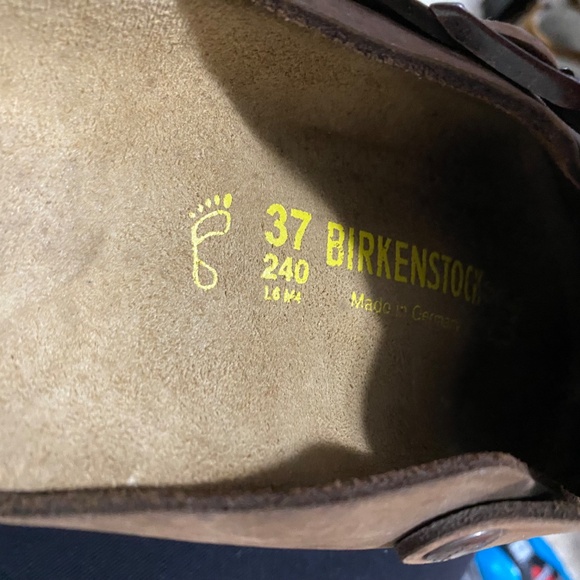 37 BIRKENSTOCK
240
L6 M4 Made in Germany